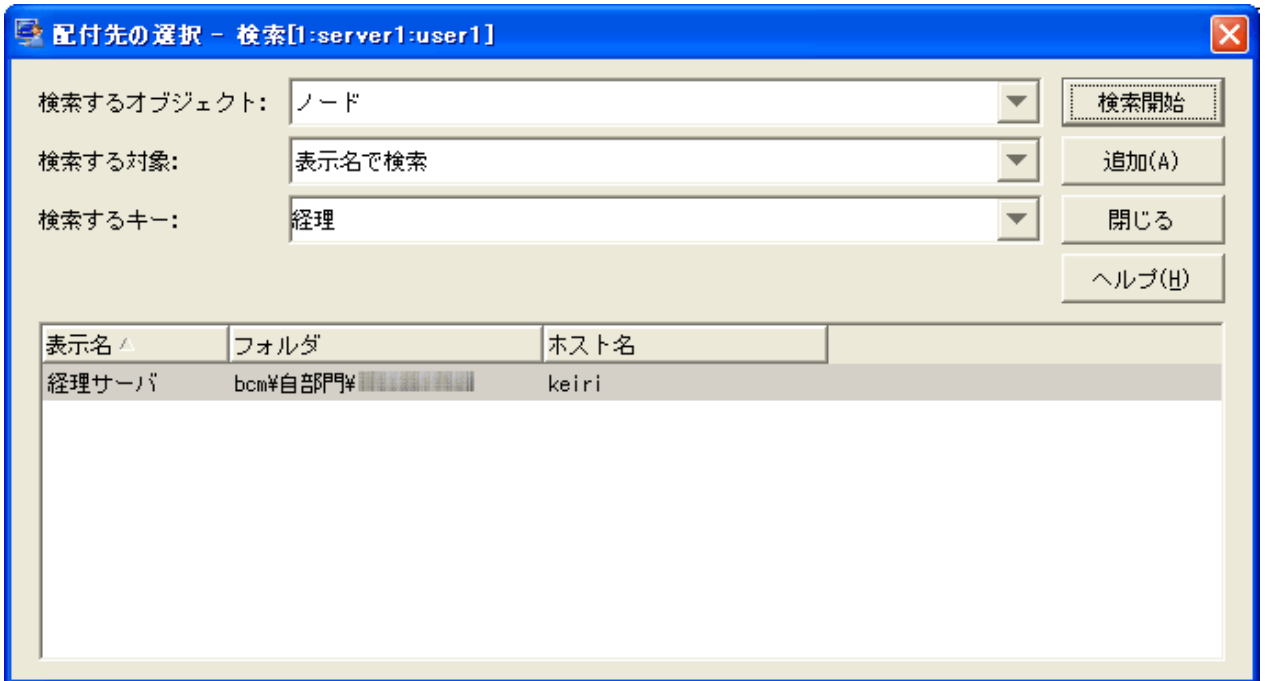 配付先の選択 - 検索[1:server1:user1]
検索するオブジェクト: ノード 検索開始
検索する対象: 表示名で検索 追加(A)
検索するキー: 経理 閉じる
ヘルプ(H)
表示名 フォルダ ホスト名
経理サーバ bcm¥自部門¥ keiri